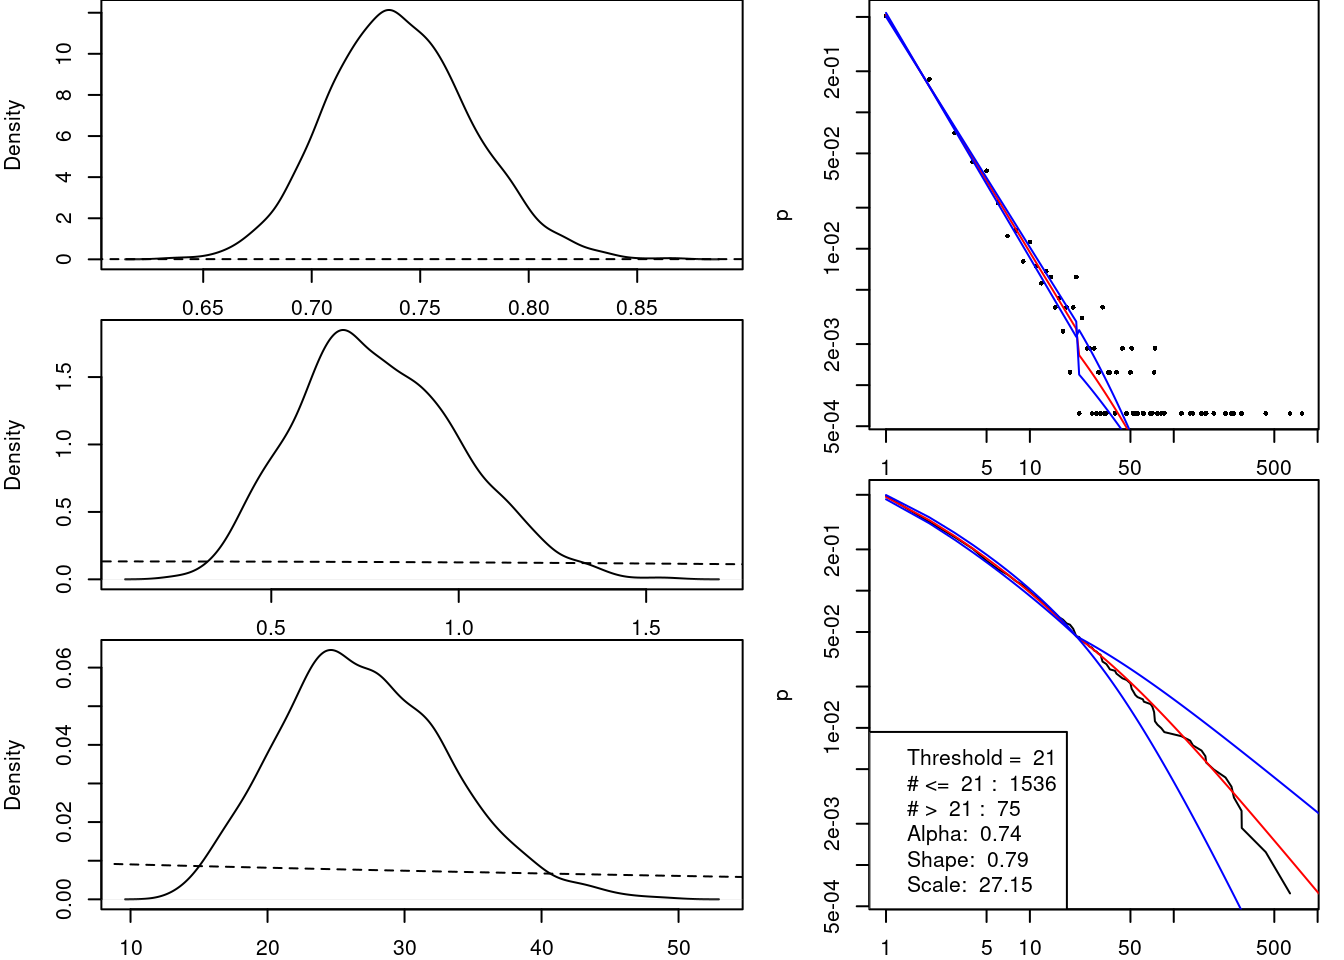 Density
0 2 4 6 8 10
0.65 0.70 0.75 0.80 0.85
Density
0.0 0.5 1.0 1.5
0.5 1.0 1.5
Density
0.00 0.02 0.04 0.06
10 20 30 40 50
p
5e-04 2e-03 1e-02 5e-02 2e-01
1 5 10 50 500
p
5e-04 2e-03 1e-02 5e-02 2e-01
1 5 10 50 500
Threshold = 21
# <= 21 : 1536
# > 21 : 75
Alpha: 0.74
Shape: 0.79
Scale: 27.15